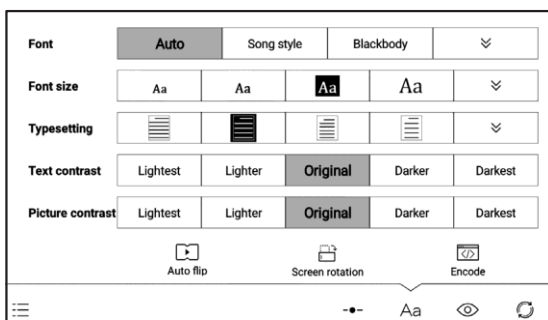 Font Auto Song style Blackbody
Font size Aa Aa Aa Aa
Typesetting
Text contrast Lightest Lighter Original Darker Darkest
Picture contrast Lightest Lighter Original Darker Darkest
Auto flip Screen rotation Encode
Aa